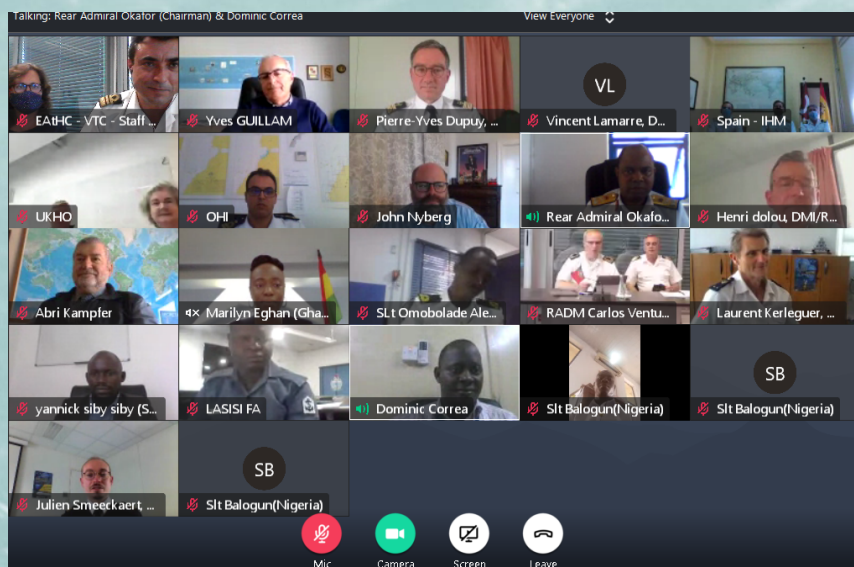 Talking: Rear Admiral Okafor (Chairman) & Dominic Correa
View Everyone
EAtHC - VTC - Staff ...
Yves GUILLAM
Pierre-Yves Dupuy, ...
VL
Vincent Lamarre, D...
Spain - IHM
UKHO
OHI
John Nyberg
Rear Admiral Okafo...
Henri dolou, DMI/R...
Abri Kampfer
Marilyn Eghan (Gha...
SLt Omobolade Ale...
RADM Carlos Ventu...
Laurent Kerleguer, ...
yannick siby siby (S...
LASISI FA
Dominic Correa
Slt Balogun(Nigeria)
SB
Slt Balogun(Nigeria)
Julien Smeeckaert, ...
SB
Slt Balogun(Nigeria)
Mic
Camera
Screen
Leave